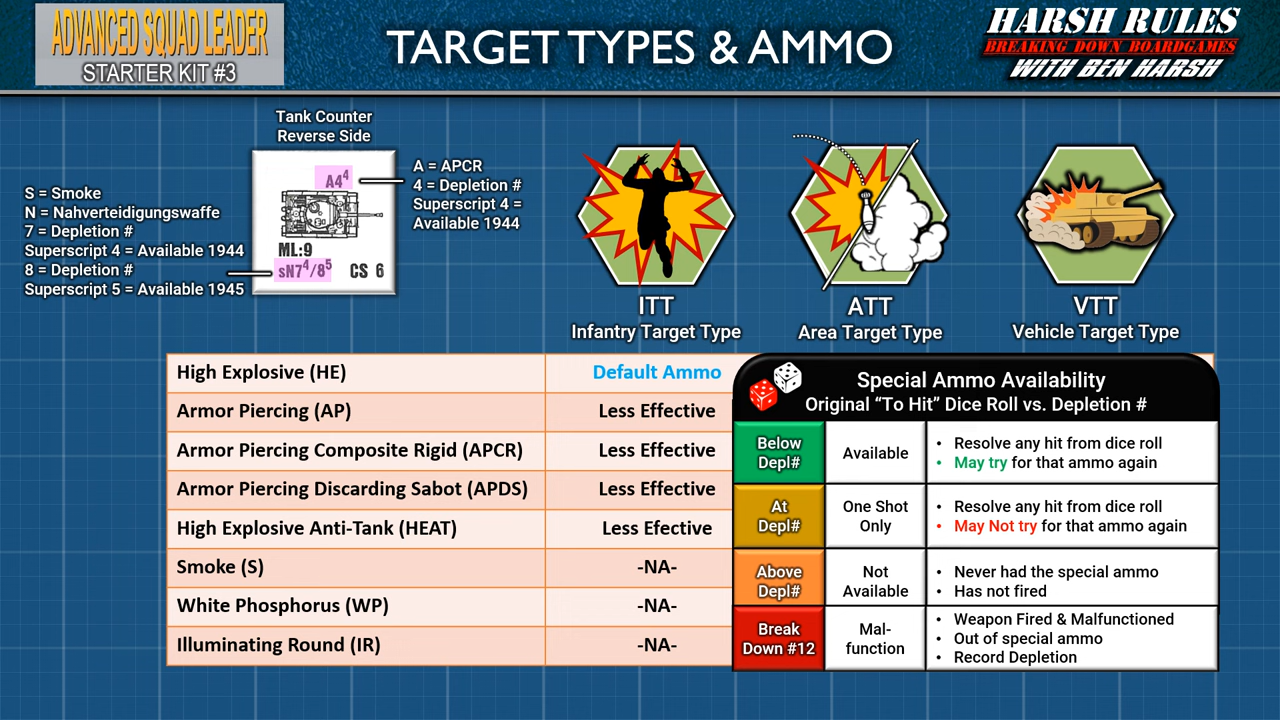 ADVANCED SQUAD LEADER
STARTER KIT #3
TARGET TYPES & AMMO
HARSH RULES
BREAKING DOWN BOARDGAMES
WITH BEN HARSH
Tank Counter
Reverse Side
S = Smoke
N = Nahverteidigungswaffe
7 = Depletion #
Superscript 4 = Available 1944
8 = Depletion #
Superscript 5 = Available 1945
A4⁴
ML:9
sN7⁴/8⁵ CS 6
A = APCR
4 = Depletion #
Superscript 4 =
Available 1944
ITT
Infantry Target Type
ATT
Area Target Type
VTT
Vehicle Target Type
High Explosive (HE) Default Ammo
Armor Piercing (AP) Less Effective
Armor Piercing Composite Rigid (APCR) Less Effective
Armor Piercing Discarding Sabot (APDS) Less Effective
High Explosive Anti-Tank (HEAT) Less Efective
Smoke (S) -NA-
White Phosphorus (WP) -NA-
Illuminating Round (IR) -NA-
Special Ammo Availability
Original “To Hit” Dice Roll vs. Depletion #
Below
Depl#
Available
• Resolve any hit from dice roll
• May try for that ammo again
At
Depl#
One Shot
Only
• Resolve any hit from dice roll
• May Not try for that ammo again
Above
Depl#
Not
Available
• Never had the special ammo
• Has not fired
Break
Down #12
Mal-
function
• Weapon Fired & Malfunctioned
• Out of special ammo
• Record Depletion